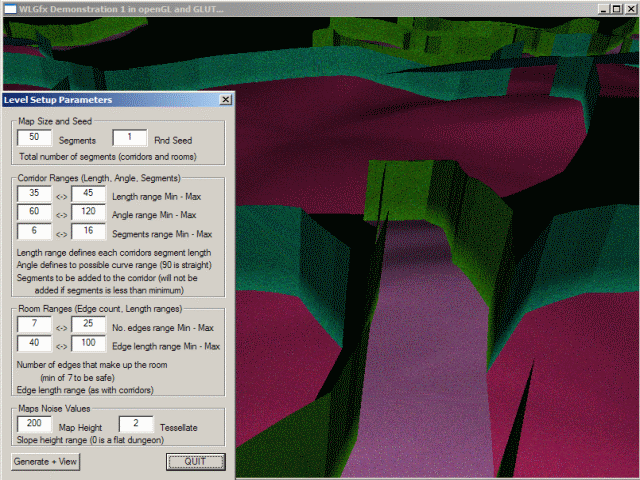 WLGfx Demonstration 1 in openGL and GLUT...
Level Setup Parameters
Map Size and Seed
50 Segments 1 Rnd Seed
Total number of segments (corridors and rooms)
Corridor Ranges (Length, Angle, Segments)
35 <-> 45 Length range Min - Max
60 <-> 120 Angle range Min - Max
6 <-> 16 Segments range Min - Max
Length range defines each corridors segment length
Angle defines to possible curve range (90 is straight)
Segments to be added to the corridor (will not be
added if segments is less than minimum)
Room Ranges (Edge count, Length ranges)
7 <-> 25 No. edges range Min - Max
40 <-> 100 Edge length range Min - Max
Number of edges that make up the room
(min of 7 to be safe)
Edge length range (as with corridors)
Maps Noise Values
200 Map Height 2 Tessellate
Slope height range (0 is a flat dungeon)
Generate + View QUIT